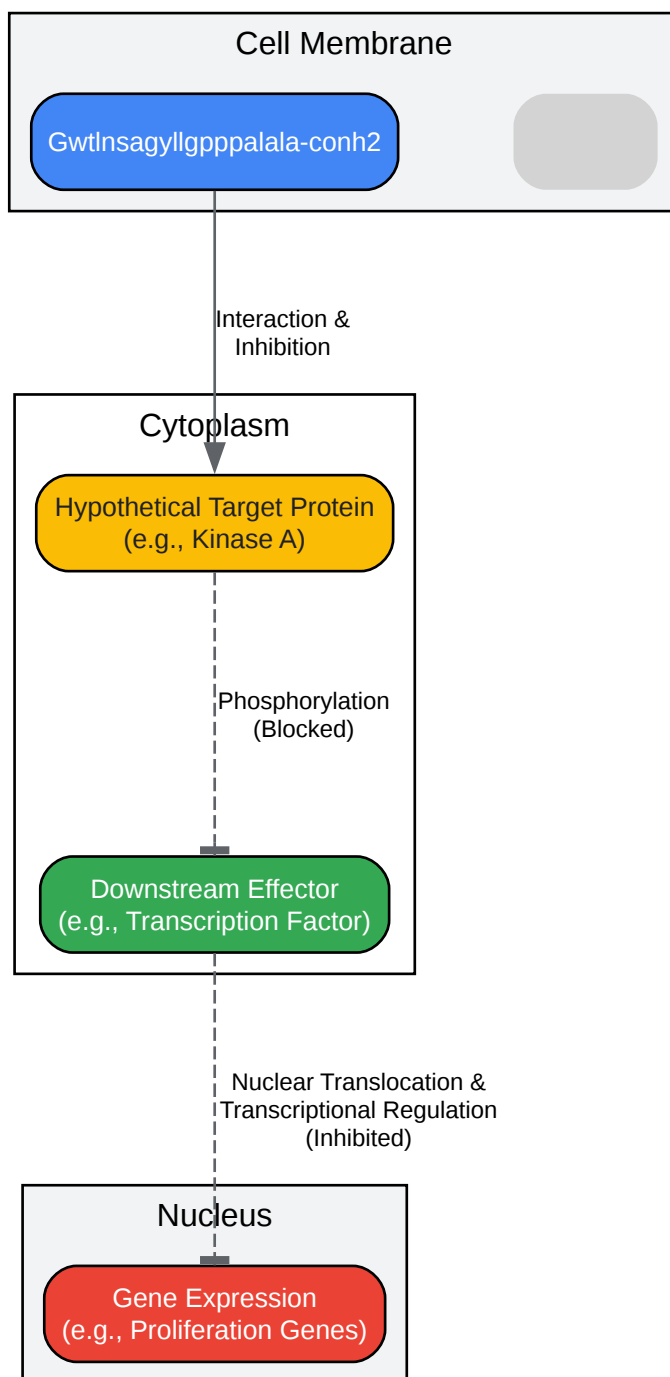 Cell Membrane
Gwtlnsagyllgpppalala-conh2
Interaction &
Inhibition
Cytoplasm
Hypothetical Target Protein
(e.g., Kinase A)
Phosphorylation
(Blocked)
Downstream Effector
(e.g., Transcription Factor)
Nuclear Translocation &
Transcriptional Regulation
(Inhibited)
Nucleus
Gene Expression
(e.g., Proliferation Genes)